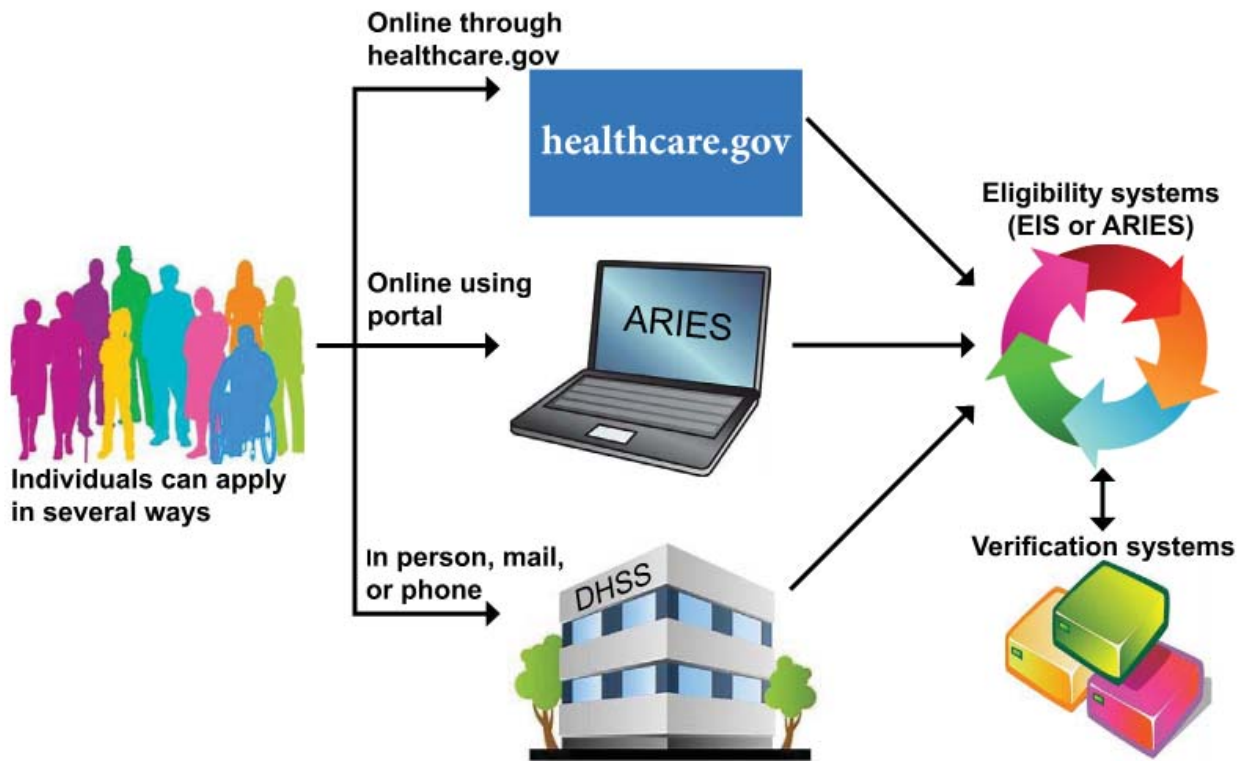 Online through
healthcare.gov
healthcare.gov
Eligibility systems
(EIS or ARIES)
Online using
portal
ARIES
Individuals can apply
in several ways
In person, mail,
or phone
DHSS
Verification systems